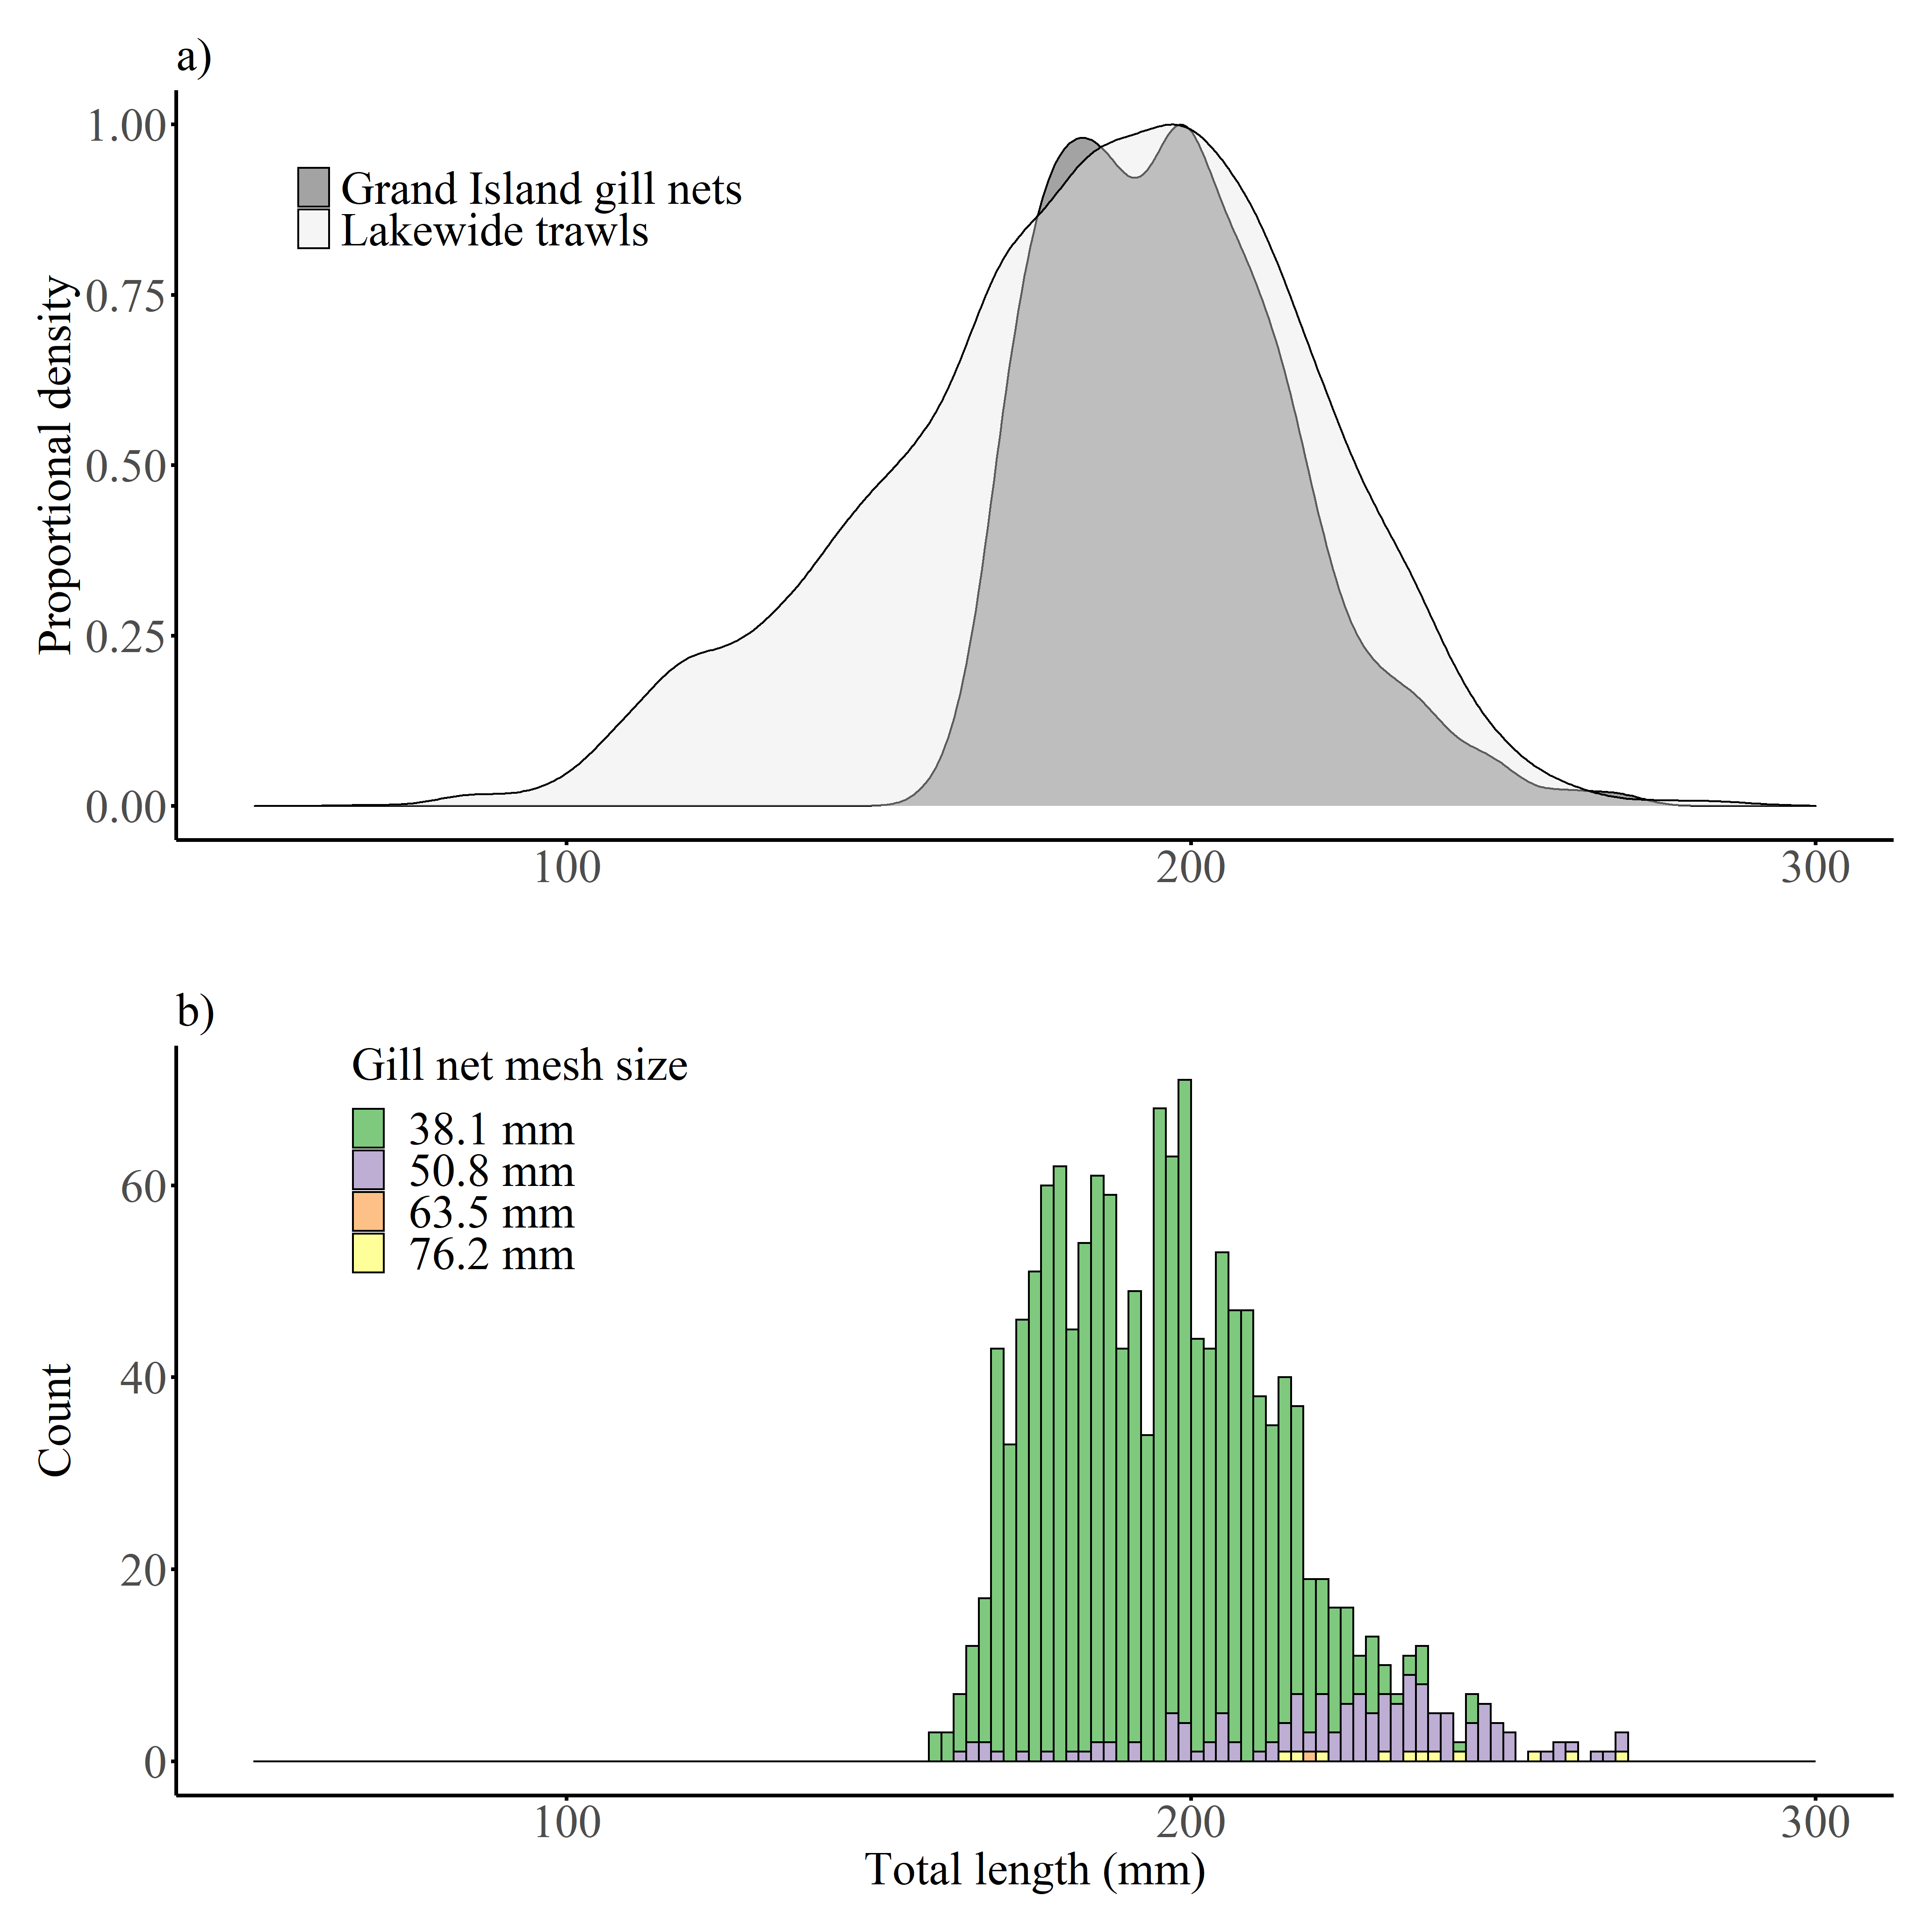 a)
1.00
0.75
0.50
0.25
0.00
Proportional density
Grand Island gill nets
Lakewide trawls
100 200 300
b)
Gill net mesh size
38.1 mm
50.8 mm
63.5 mm
76.2 mm
60
40
20
0
Count
100 200 300
Total length (mm)